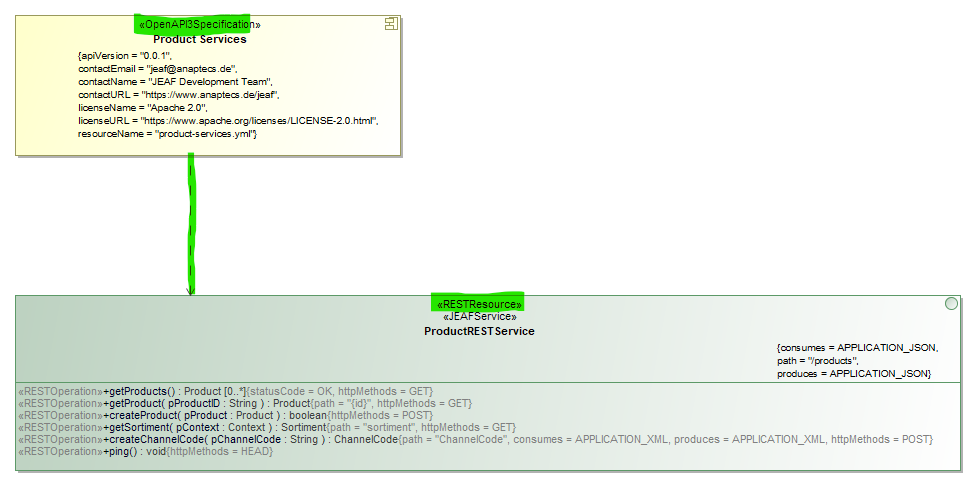 «OpenAPI3Specification»
Product Services
{apiVersion = "0.0.1",
contactEmail = "jeaf@anaptecs.de",
contactName = "JEAF Development Team",
contactURL = "https://www.anaptecs.de/jeaf",
licenseName = "Apache 2.0",
licenseURL = "https://www.apache.org/licenses/LICENSE-2.0.html",
resourceName = "product-services.yml"}
«RESTResource»
«JEAFService»
ProductRESTService
{consumes = APPLICATION_JSON,
path = "/products",
produces = APPLICATION_JSON}
«RESTOperation»+getProducts() : Product [0..*]{statusCode = OK, httpMethods = GET}
«RESTOperation»+getProduct( pProductID : String ) : Product{path = "{id}", httpMethods = GET}
«RESTOperation»+createProduct( pProduct : Product ) : boolean{httpMethods = POST}
«RESTOperation»+getSortiment( pContext : Context ) : Sortiment{path = "sortiment", httpMethods = GET}
«RESTOperation»+createChannelCode( pChannelCode : String ) : ChannelCode{path = "ChannelCode", consumes = APPLICATION_XML, produces = APPLICATION_XML, httpMethods = POST}
«RESTOperation»+ping() : void{httpMethods = HEAD}